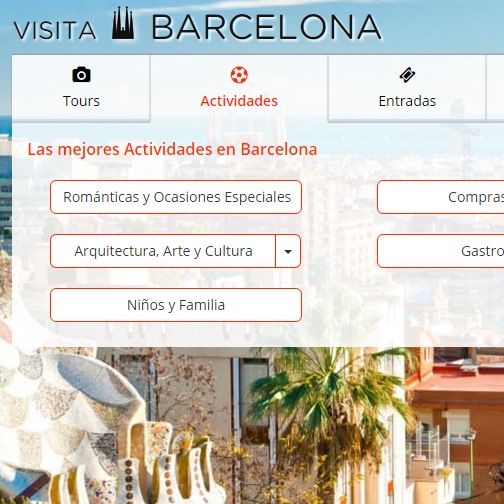 VISITA BARCELONA
Tours Actividades Entradas
Las mejores Actividades en Barcelona
Románticas y Ocasiones Especiales Compras
Arquitectura, Arte y Cultura Gastro
Niños y Familia